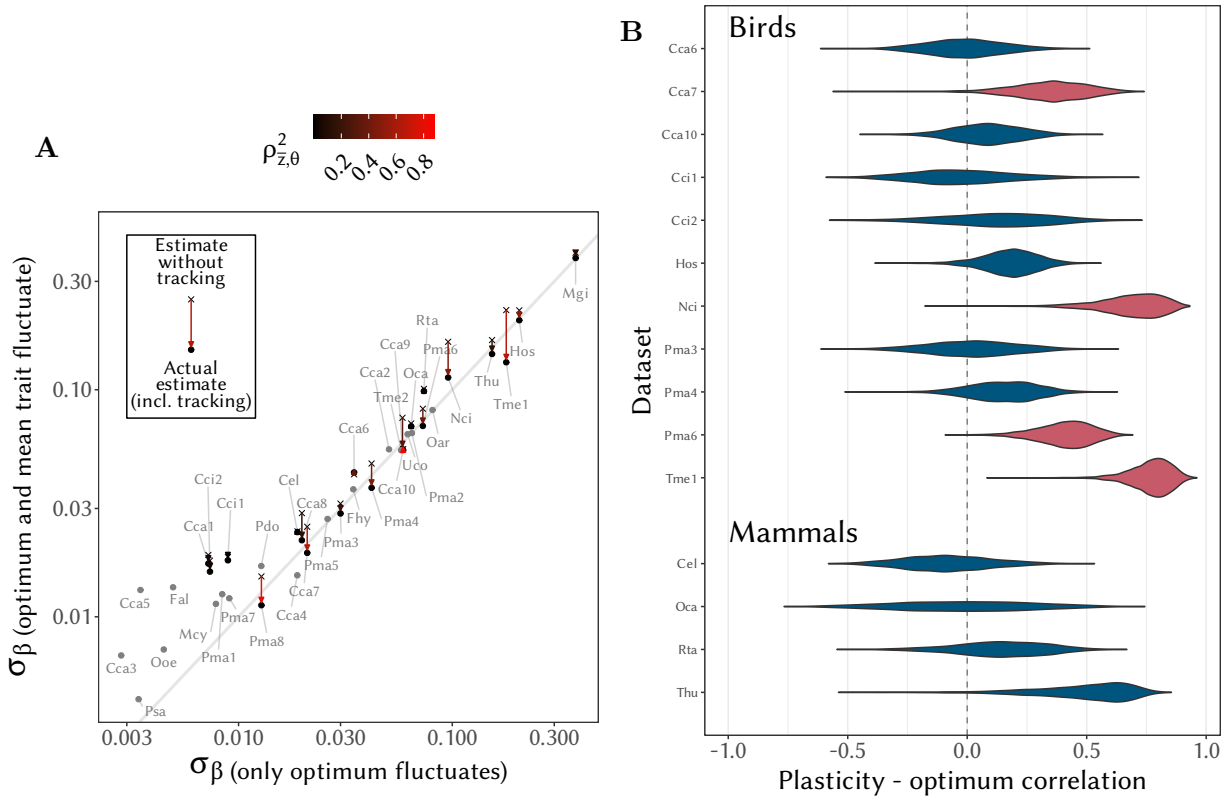 A
ρ²z̅,θ
0.2 0.4 0.6 0.8
Estimate
without
tracking
Actual
estimate
(incl. tracking)
σβ (optimum and mean trait fluctuate)
0.30
0.10
0.03
0.01
Mgi
Rta
Cca9
Pma6
Hos
Oca
Cca2
Thu
Tme1
Tme2
Nci
Oar
Cca6
Uco
Cca10
Pma2
Cci2
Cel
Cci1
Cca8
Pma4
Fhy
Cca1
Pdo
Pma3
Pma5
Cca7
Cca5
Fal
Cca4
Mcy
Pma7
Pma8
Pma1
Ooe
Cca3
Psa
0.003 0.010 0.030 0.100 0.300
σβ (only optimum fluctuates)
B
Birds
Dataset
Cca6
Cca7
Cca10
Cci1
Cci2
Hos
Nci
Pma3
Pma4
Pma6
Tme1
Mammals
Cel
Oca
Rta
Thu
-1.0 -0.5 0.0 0.5 1.0
Plasticity - optimum correlation